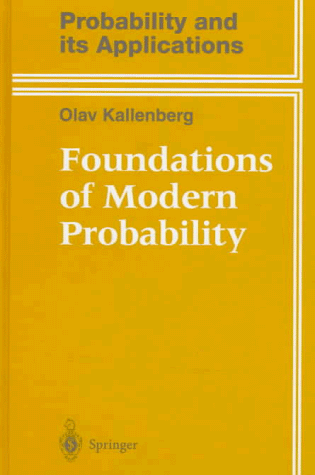 Probability and
its Applications
Olav Kallenberg
Foundations
of Modern
Probability
Springer